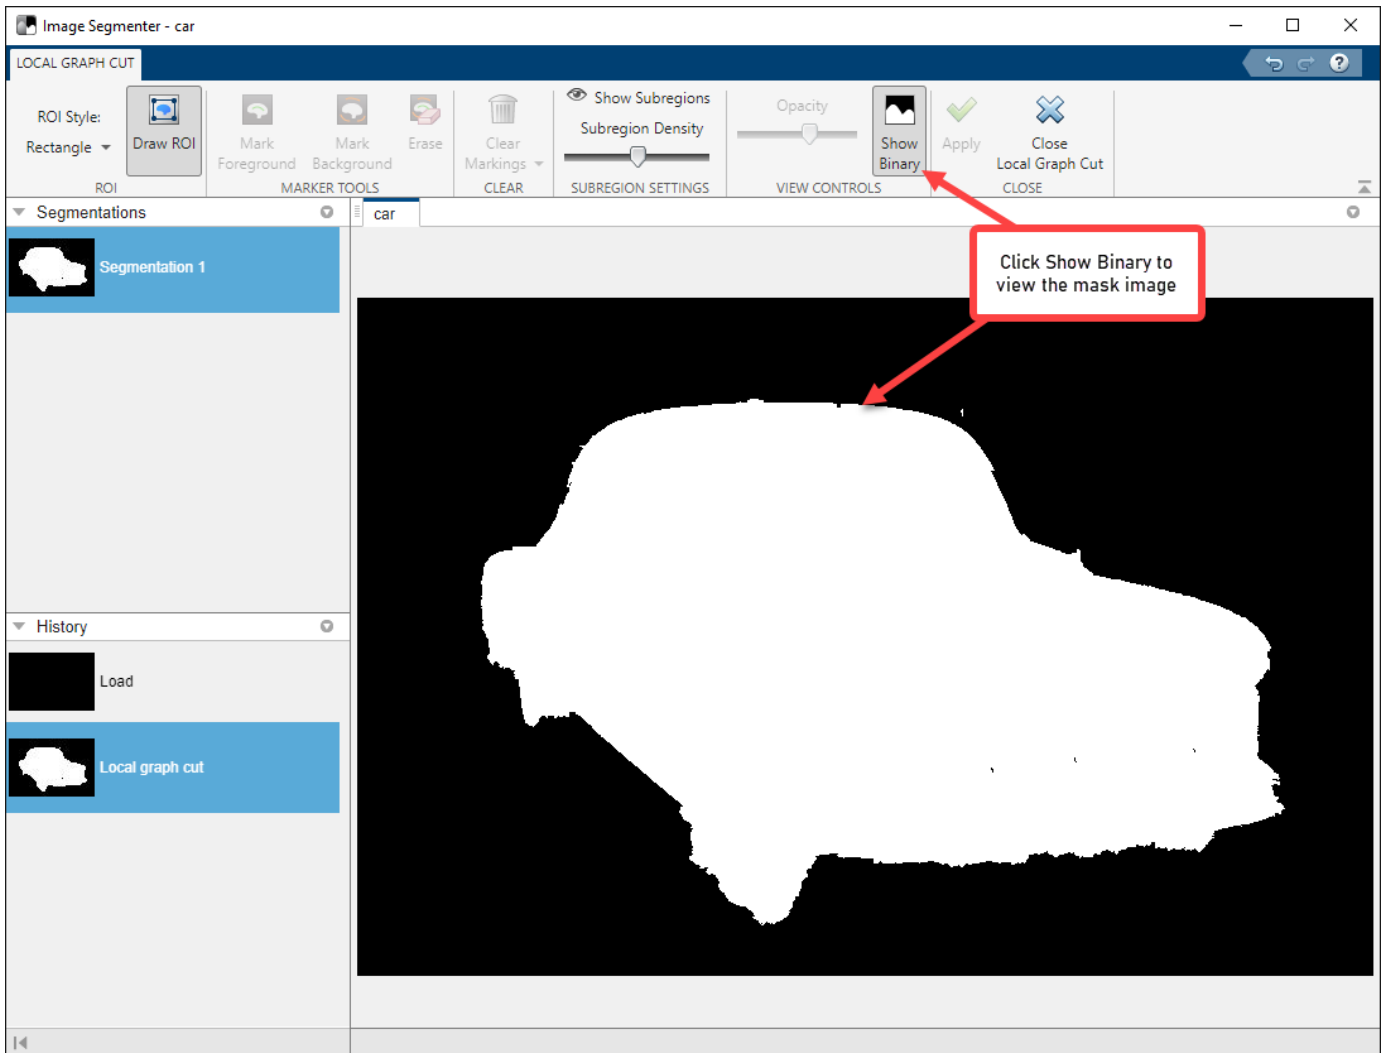 Image Segmenter - car
LOCAL GRAPH CUT
ROI Style:
Rectangle
Draw ROI
ROI
Mark
Foreground
Mark
Background
Erase
MARKER TOOLS
Clear
Markings
CLEAR
Show Subregions
Subregion Density
SUBREGION SETTINGS
Opacity
Show
Binary
VIEW CONTROLS
Apply
Close
Local Graph Cut
CLOSE
Segmentations
Segmentation 1
car
Click Show Binary to
view the mask image
History
Load
Local graph cut